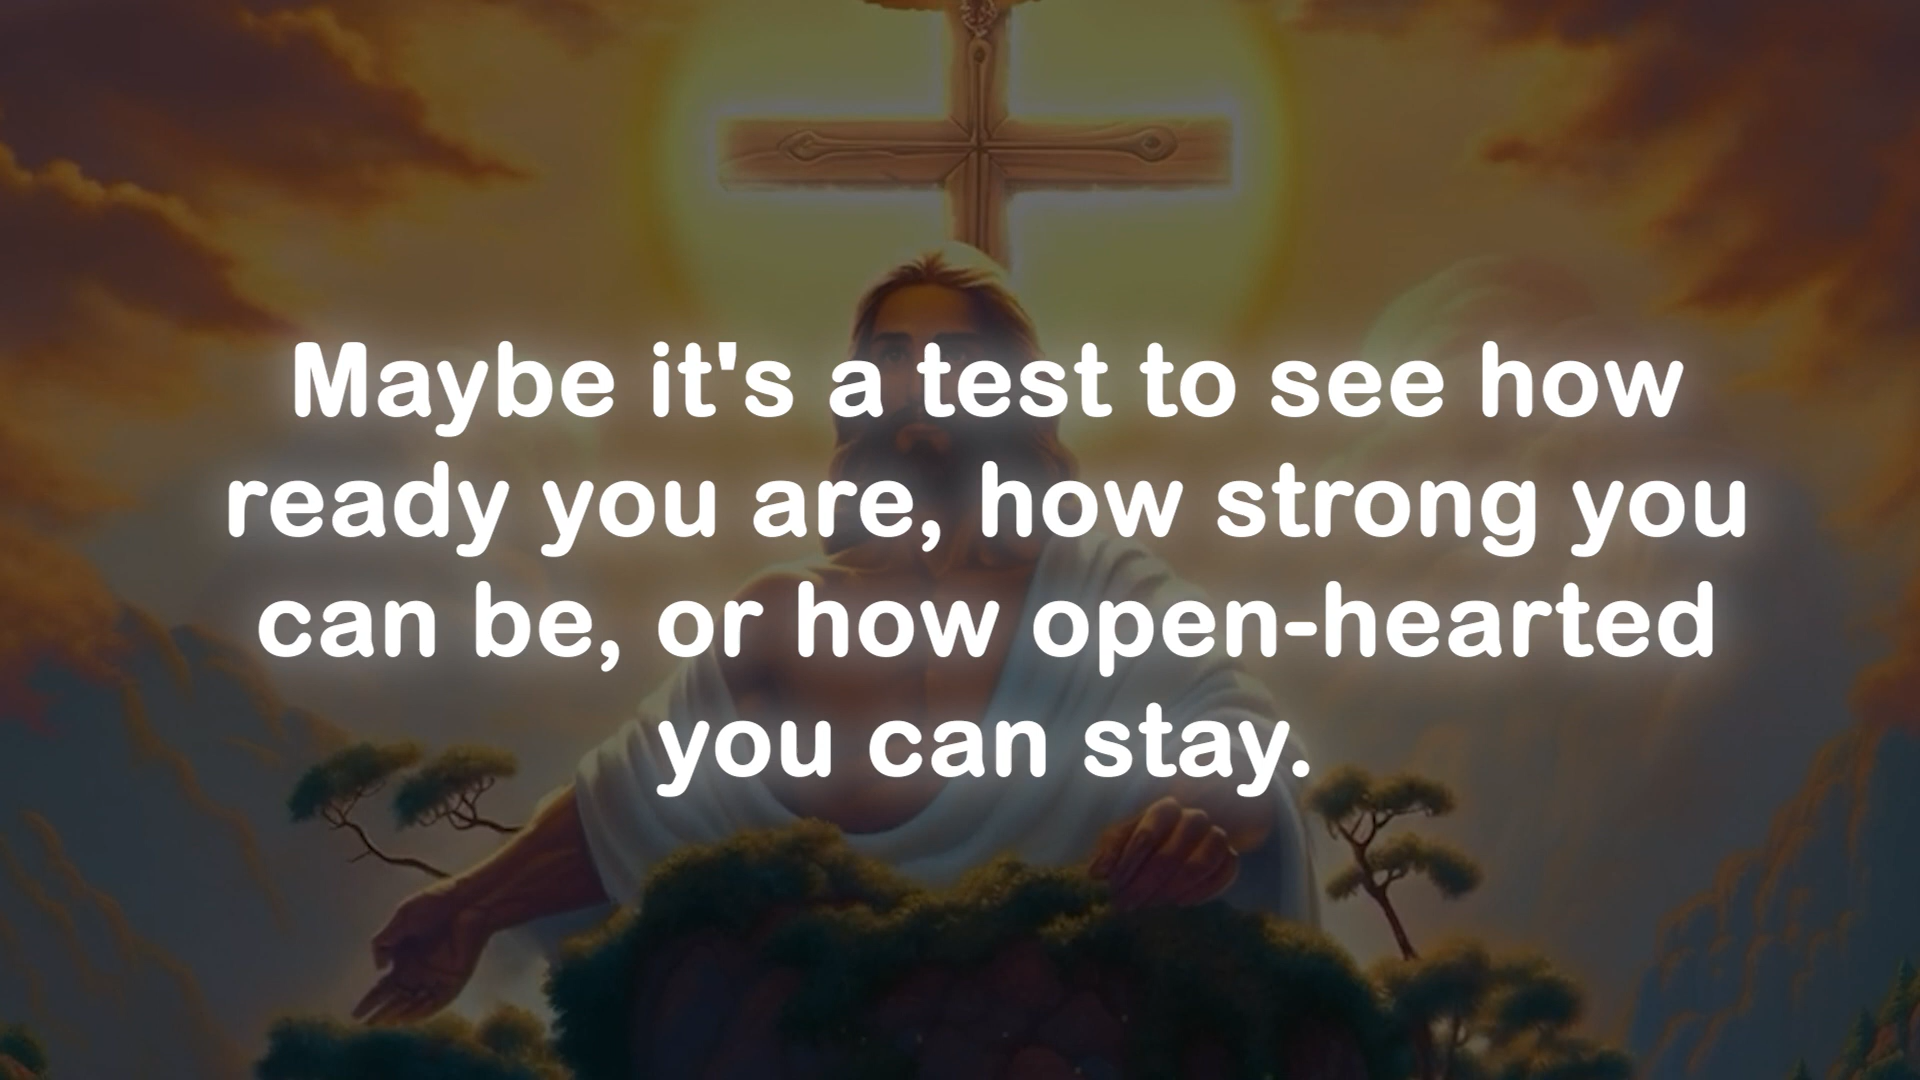 Maybe it's a test to see how
ready you are, how strong you
can be, or how open-hearted
you can stay.